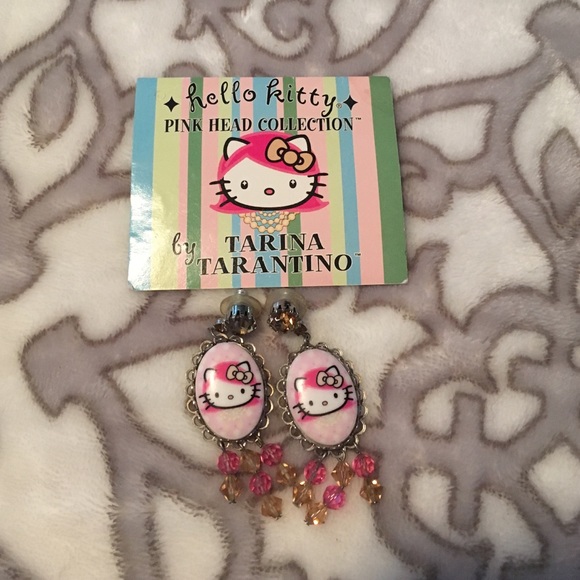 hello kitty®
PINK HEAD COLLECTION™
by TARINA
TARANTINO™